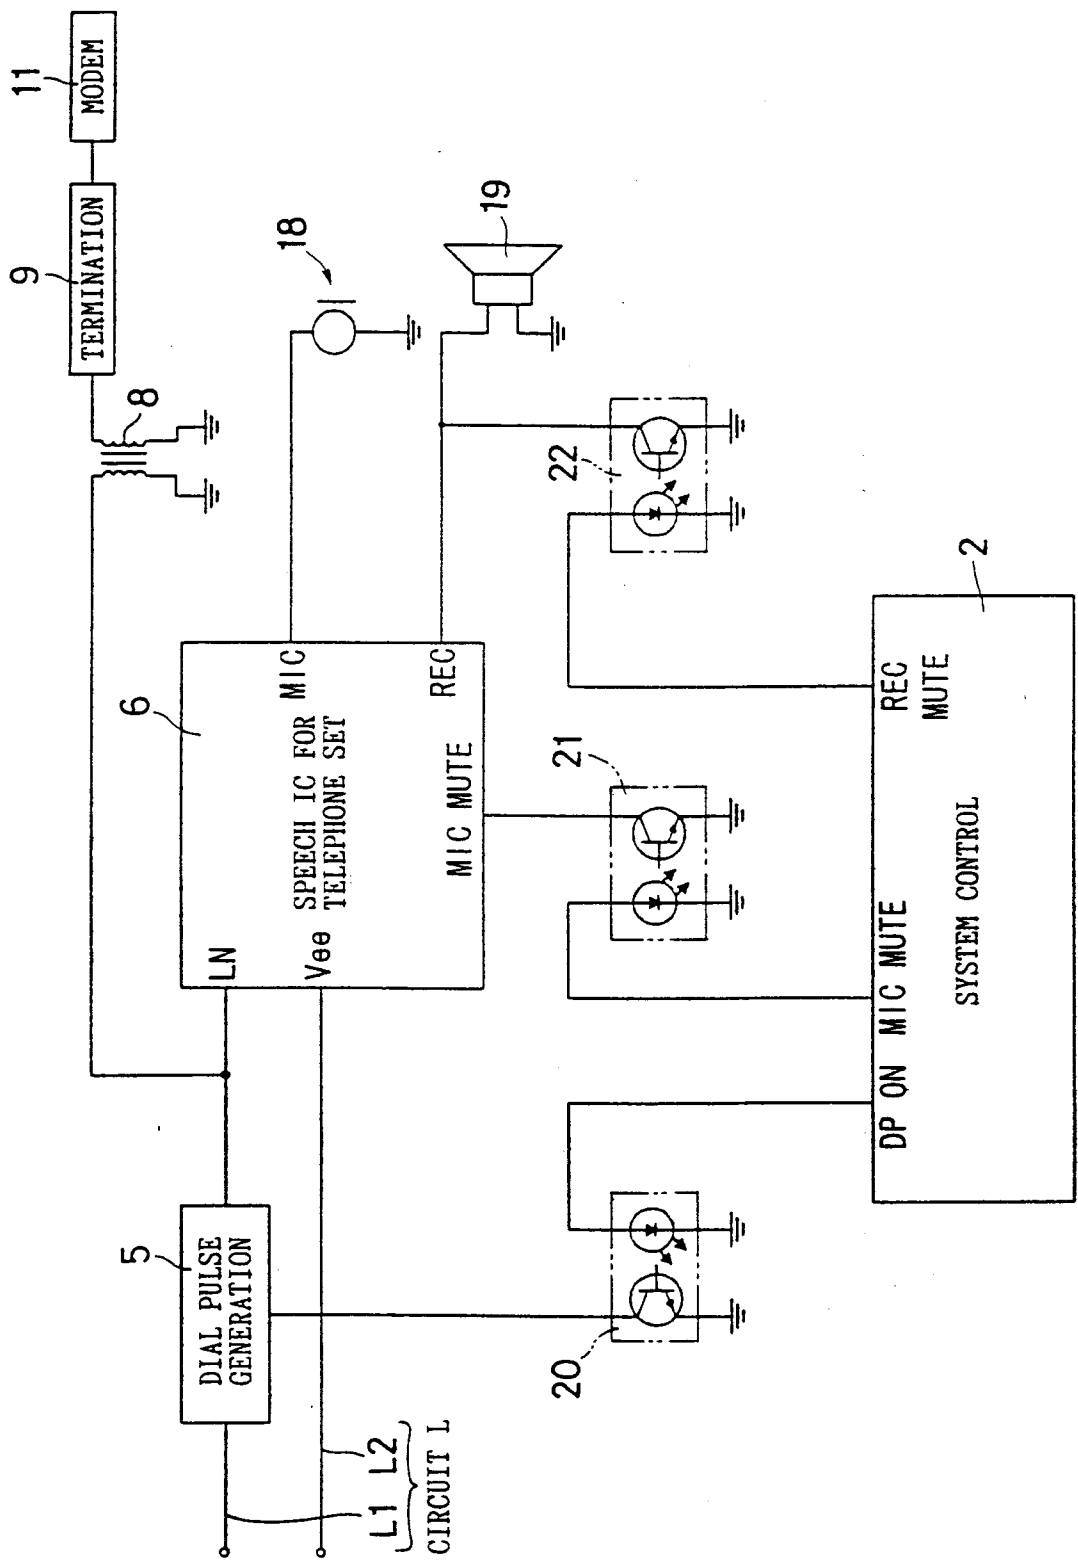 11
MODEM
9
TERMINATION
8
18
19
6
SPEECH IC FOR
TELEPHONE SET
LN
Vee
MIC
REC
MIC MUTE
5
DIAL PULSE
GENERATION
L1 L2
CIRCUIT L
20
21
22
DP ON
MIC MUTE
REC
MUTE
SYSTEM CONTROL
2